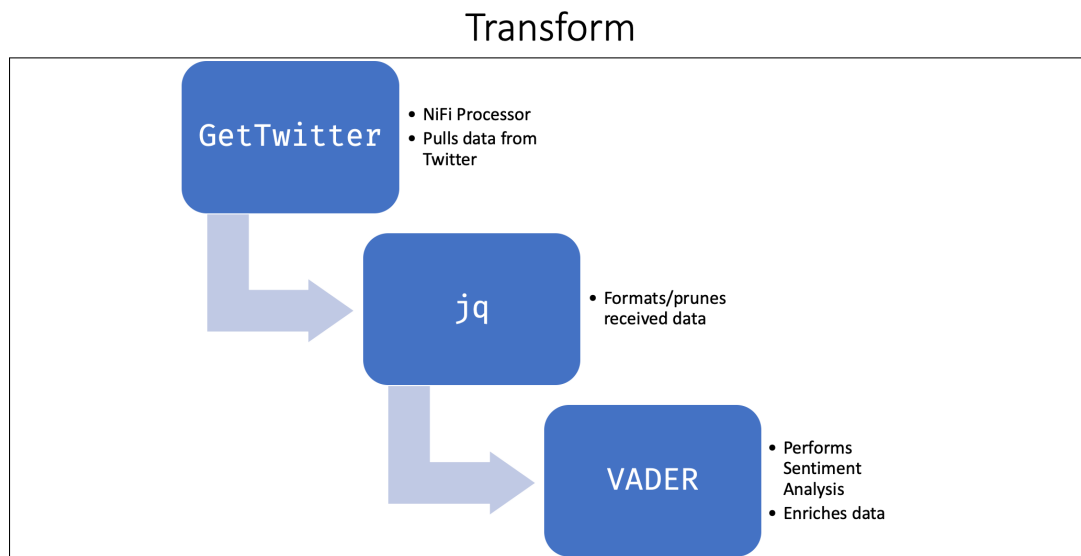 Transform
GetTwitter
• NiFi Processor
• Pulls data from
Twitter
jq
• Formats/prunes
received data
VADER
• Performs
Sentiment
Analysis
• Enriches data